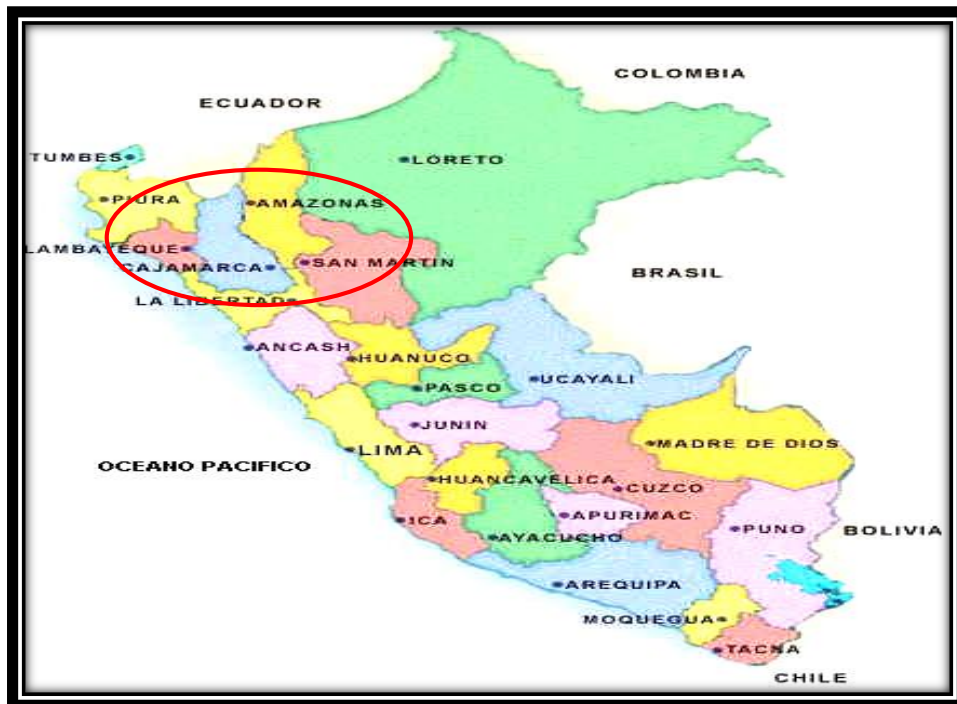 COLOMBIA
ECUADOR
TUMBES
LORETO
PIURA
AMAZONAS
LAMBAYEQUE
CAJAMARCA
SAN MARTIN
BRASIL
LA LIBERTAD
ANCASH
HUANUCO
UCAYALI
PASCO
JUNIN
MADRE DE DIOS
LIMA
OCEANO PACIFICO
HUANCAVELICA
CUZCO
ICA
APURIMAC
PUNO
BOLIVIA
AYACUCHO
AREQUIPA
MOQUEGUA
TACNA
CHILE